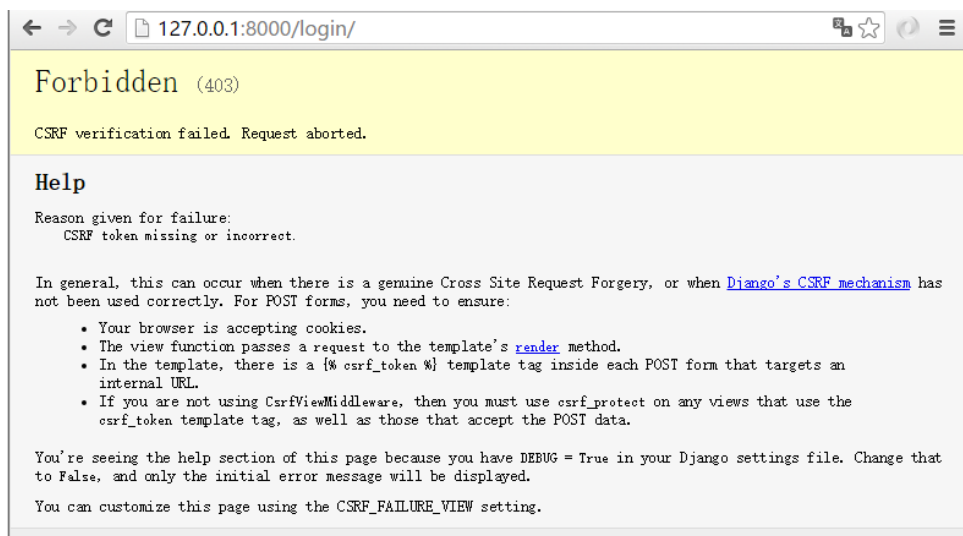 127.0.0.1:8000/login/
Forbidden (403)
CSRF verification failed. Request aborted.
Help
Reason given for failure:
CSRF token missing or incorrect.
In general, this can occur when there is a genuine Cross Site Request Forgery, or when Django's CSRF mechanism has
not been used correctly. For POST forms, you need to ensure:
• Your browser is accepting cookies.
• The view function passes a request to the template's render method.
• In the template, there is a {% csrf_token %} template tag inside each POST form that targets an
internal URL.
• If you are not using CsrfViewMiddleware, then you must use csrf_protect on any views that use the
csrf_token template tag, as well as those that accept the POST data.
You're seeing the help section of this page because you have DEBUG = True in your Django settings file. Change that
to False, and only the initial error message will be displayed.
You can customize this page using the CSRF_FAILURE_VIEW setting.